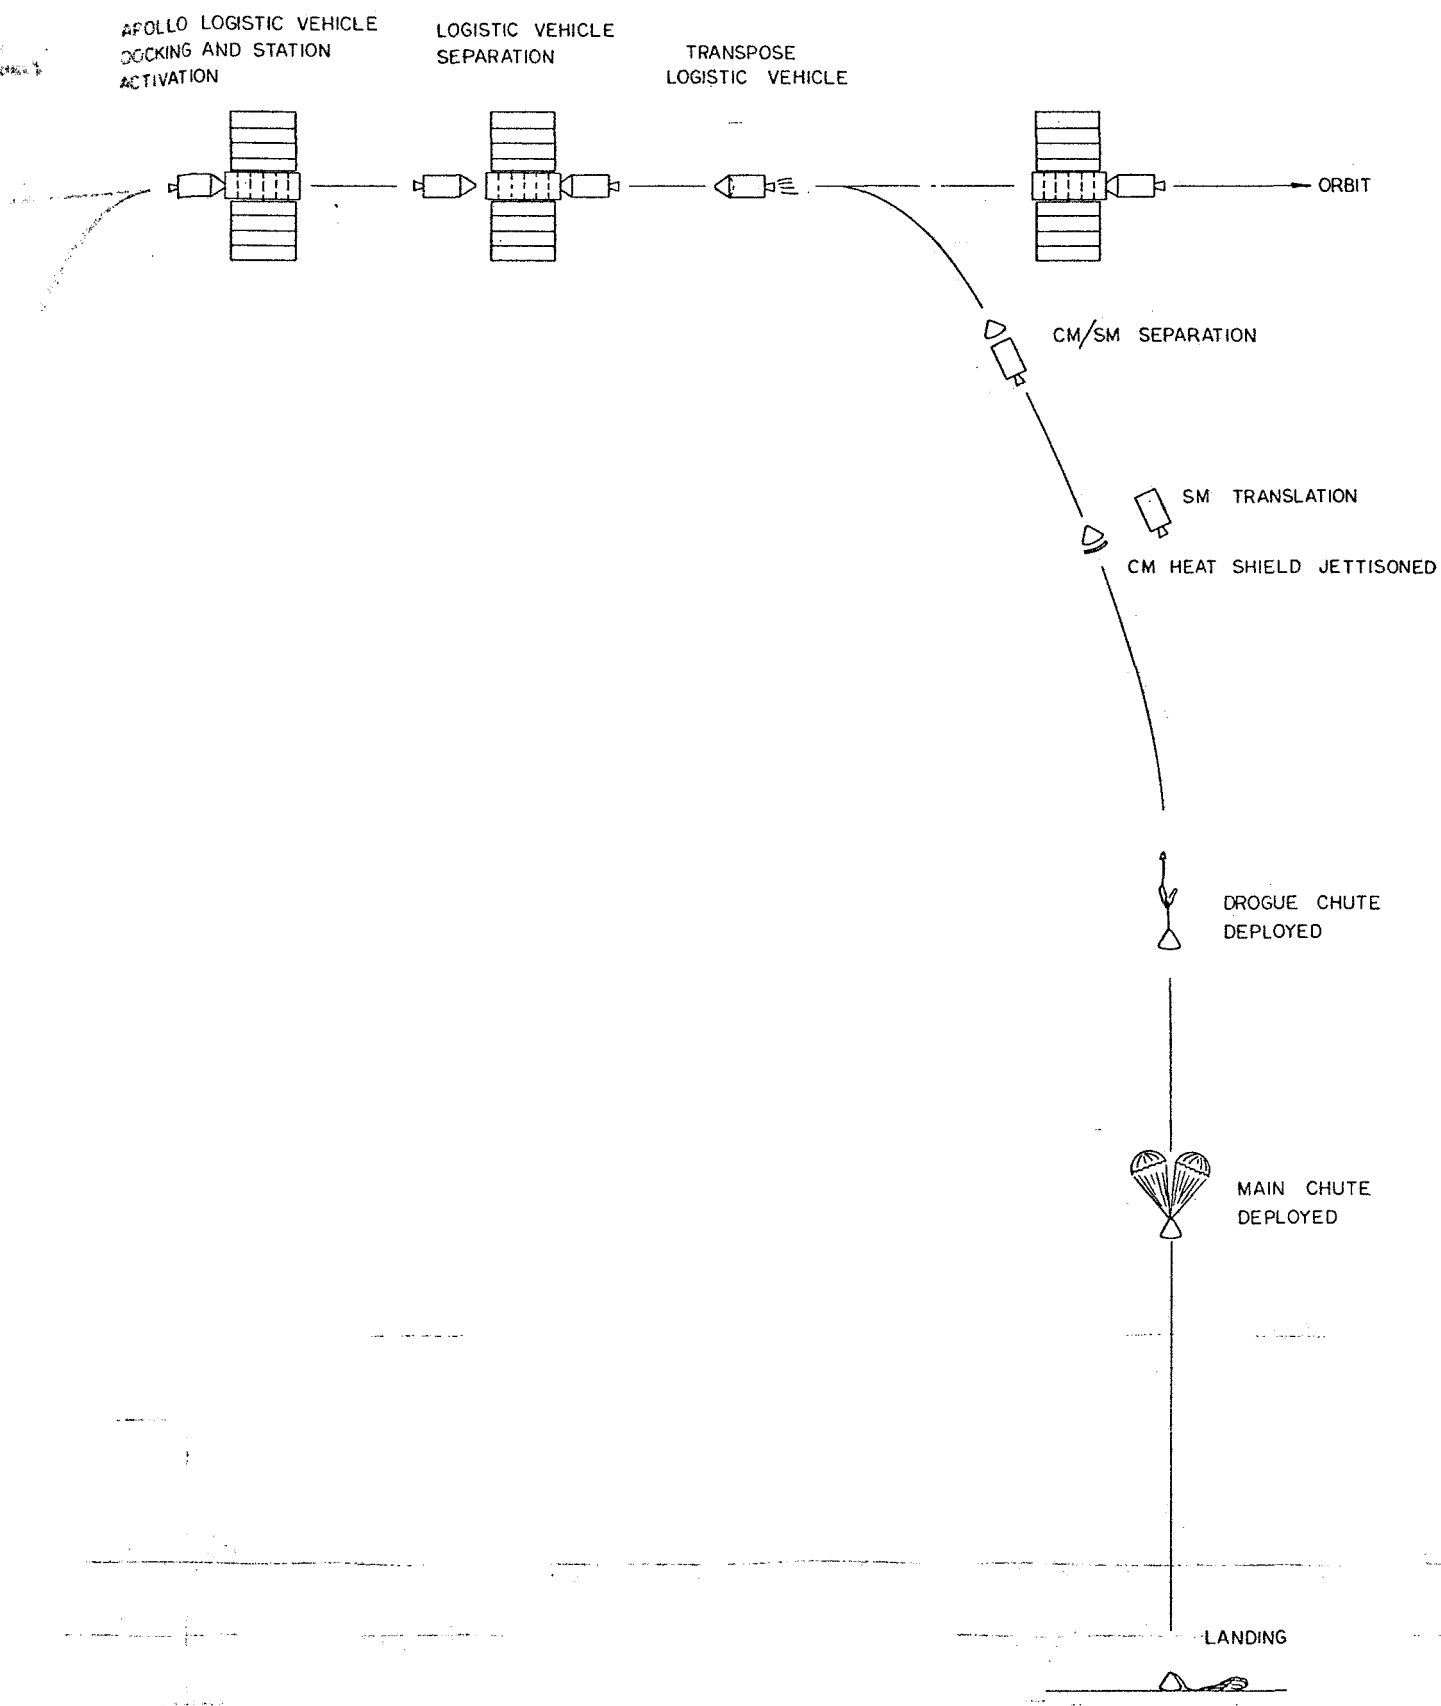 APOLLO LOGISTIC VEHICLE
DOCKING AND STATION
ACTIVATION
LOGISTIC VEHICLE
SEPARATION
TRANSPOSE
LOGISTIC VEHICLE
ORBIT
CM/SM SEPARATION
SM TRANSLATION
CM HEAT SHIELD JETTISONED
DROGUE CHUTE
DEPLOYED
MAIN CHUTE
DEPLOYED
LANDING